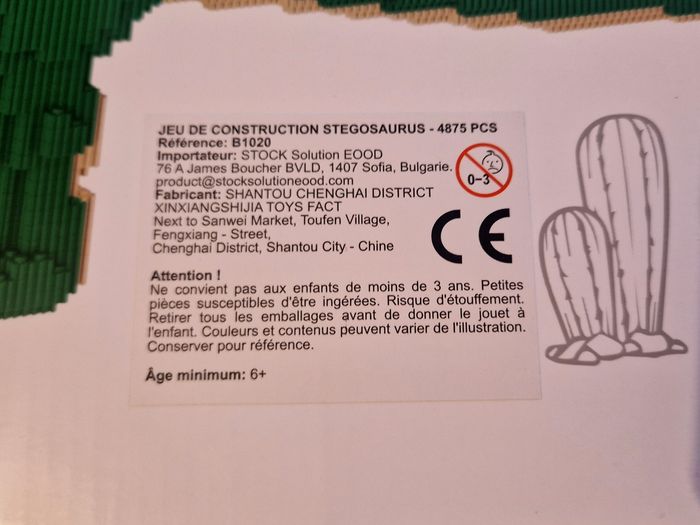 JEU DE CONSTRUCTION STEGOSAURUS - 4875 PCS
Référence: B1020
Importateur: STOCK Solution EOOD
76 A James Boucher BVLD, 1407 Sofia, Bulgarie.
product@stocksolutioneood.com
Fabricant: SHANTOU CHENGHAI DISTRICT
XINXIANGSHIJIA TOYS FACT
Next to Sanwei Market, Toufen Village,
Fengxiang - Street,
Chenghai District, Shantou City - Chine
0-3
CE
Attention !
Ne convient pas aux enfants de moins de 3 ans. Petites
pièces susceptibles d'être ingérées. Risque d'étouffement.
Retirer tous les emballages avant de donner le jouet à
l'enfant. Couleurs et contenus peuvent varier de l'illustration.
Conserver pour référence.
Âge minimum: 6+